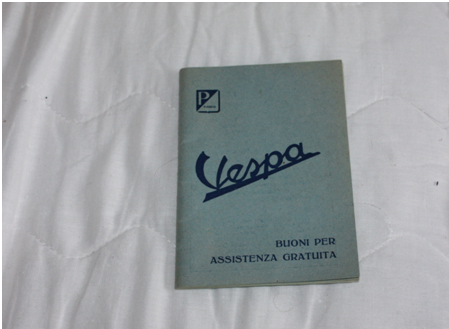 P
Vespa
BUONI PER
ASSISTENZA GRATUITA